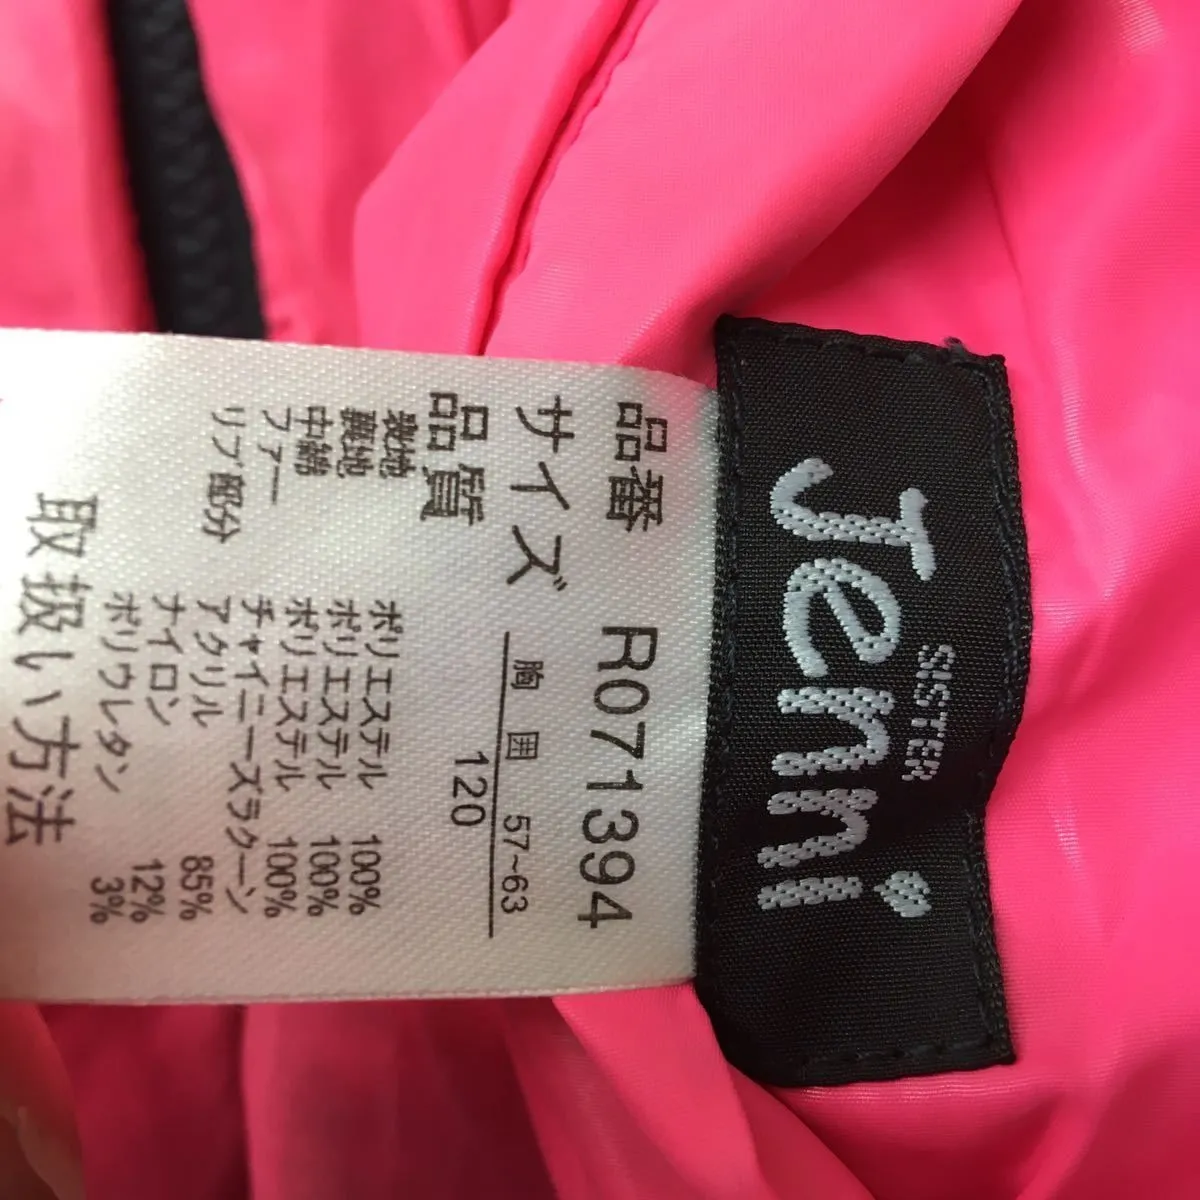 SISTER
Jenni
品番 R071394
サイズ 胸囲 57~63
120
品質
表地 ポリエステル 100%
裏地 ポリエステル 100%
中綿 ポリエステル 100%
ファー チャイニーズラクーン
リブ部分 アクリル 85%
ナイロン 12%
ポリウレタン 3%
取扱い方法